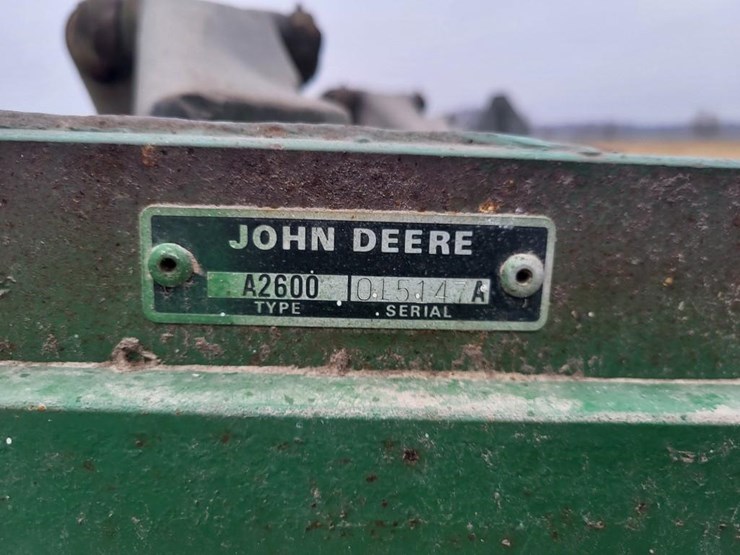 JOHN DEERE
A2600 015147A
TYPE SERIAL